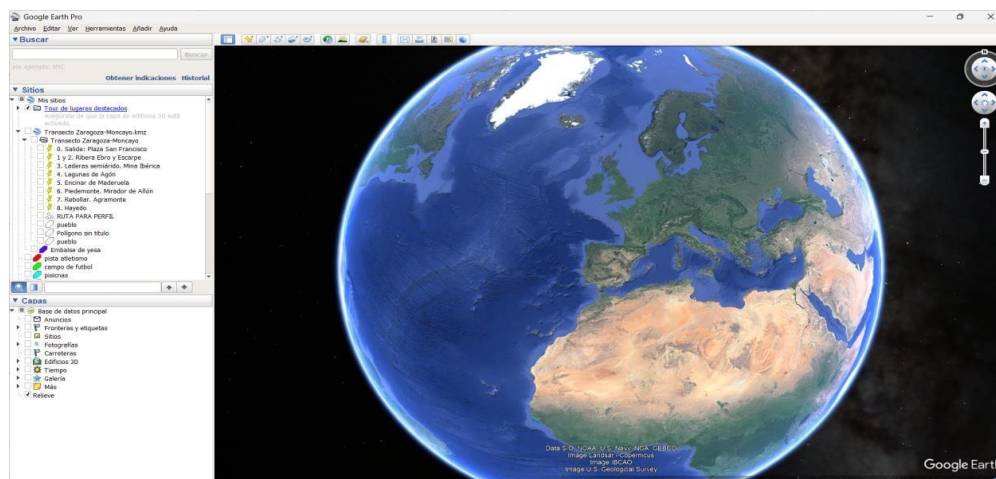 Google Earth Pro
Archivo Editar Ver Herramientas Añadir Ayuda
Buscar
Buscar
por ejemplo: NYC
Obtener indicaciones Historial
Sitios
Mis sitios
Tour de lugares destacados
Asegúrate de que la capa de edificios 3D está
activada.
Transecto Zaragoza-Moncayo.kmz
Transecto Zaragoza-Moncayo
0. Salida: Plaza San Francisco
1 y 2. Ribera Ebro y Escarpe
3. Laderas semiárido. Mina Ibérica
4. Lagunas de Agón
5. Encinar de Maderuela
6. Piedemonte. Mirador de Añón
7. Rebollar. Agramonte
8. Hayedo
RUTA PARA PERFIL
pueblo
Polígono sin título
pueblo
Embalse de yesa
pista atletismo
campo de futbol
pisicnas
Capas
Base de datos principal
Anuncios
Fronteras y etiquetas
Sitios
Fotografías
Carreteras
Edificios 3D
Tiempo
Galería
Más
Relieve
N
Data SIO, NOAA, U.S. Navy, NGA, GEBCO
Image Landsat / Copernicus
Image IBCAO
Image U.S. Geological Survey
Google Earth